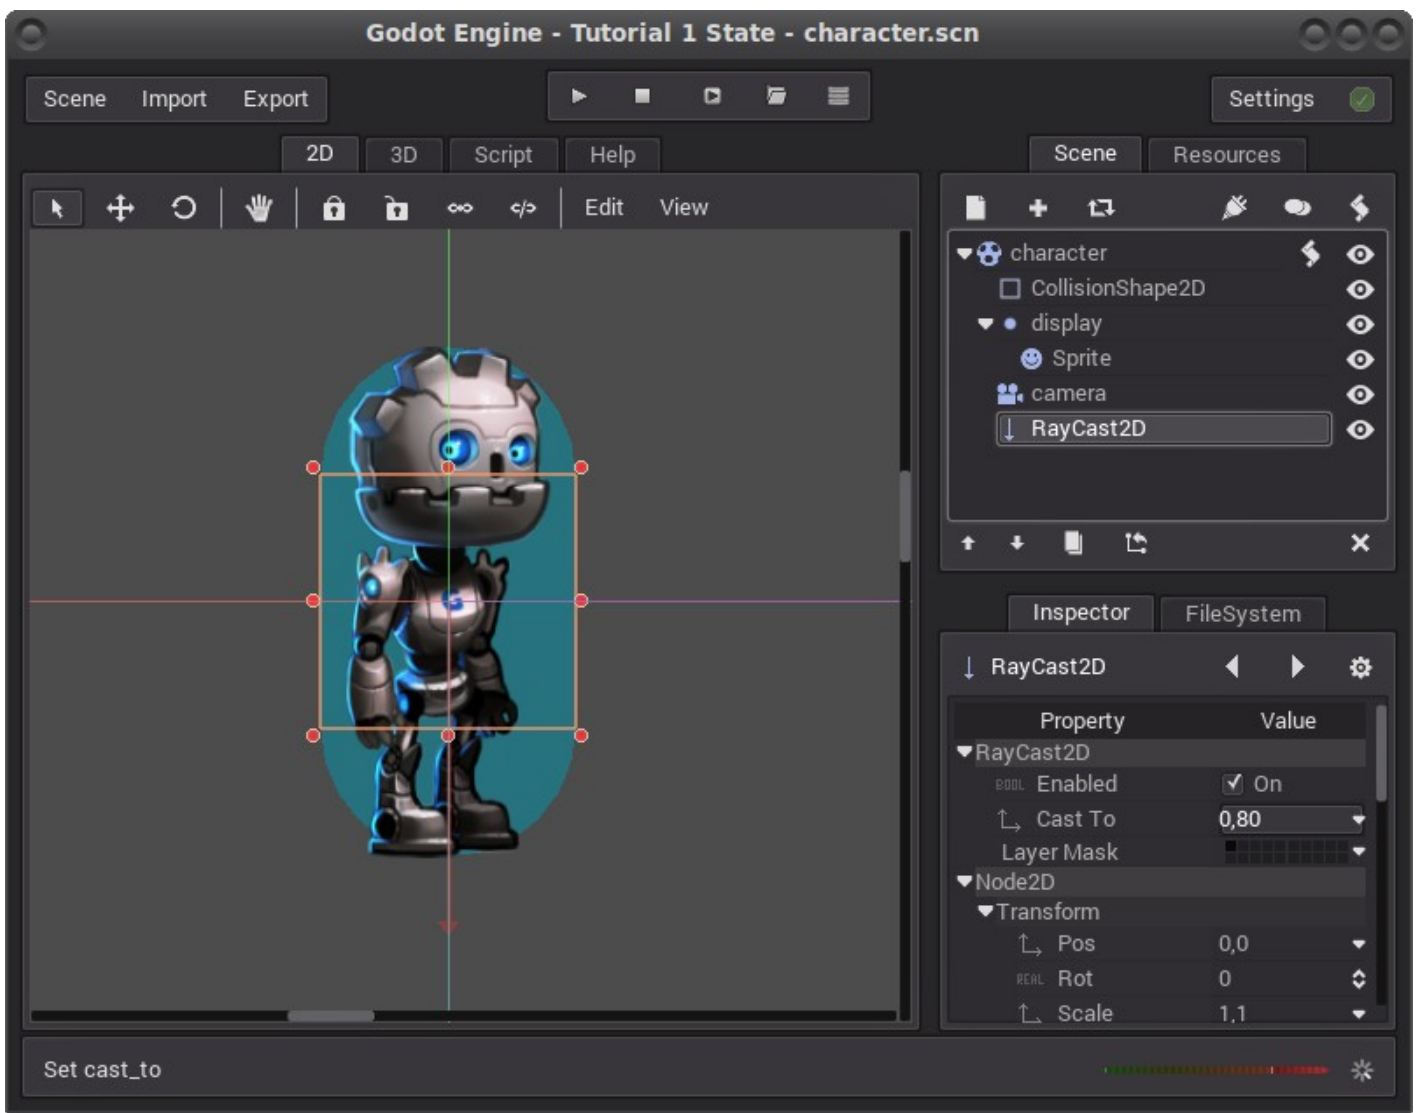 Godot Engine - Tutorial 1 State - character.scn
Scene Import Export
Settings
2D 3D Script Help
Scene Resources
Edit View
character
CollisionShape2D
display
Sprite
camera
RayCast2D
Inspector FileSystem
RayCast2D
Property Value
RayCast2D
BOOL Enabled On
Cast To 0,80
Layer Mask
Node2D
Transform
Pos 0,0
REAL Rot 0
Scale 1,1
Set cast_to